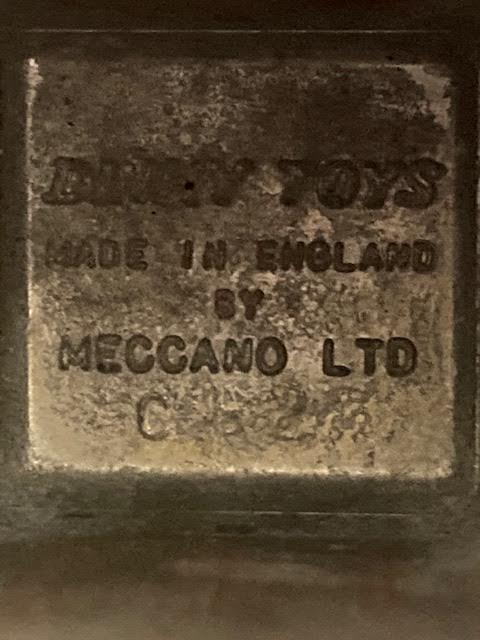 DINKY TOYS
MADE IN ENGLAND
BY
MECCANO LTD